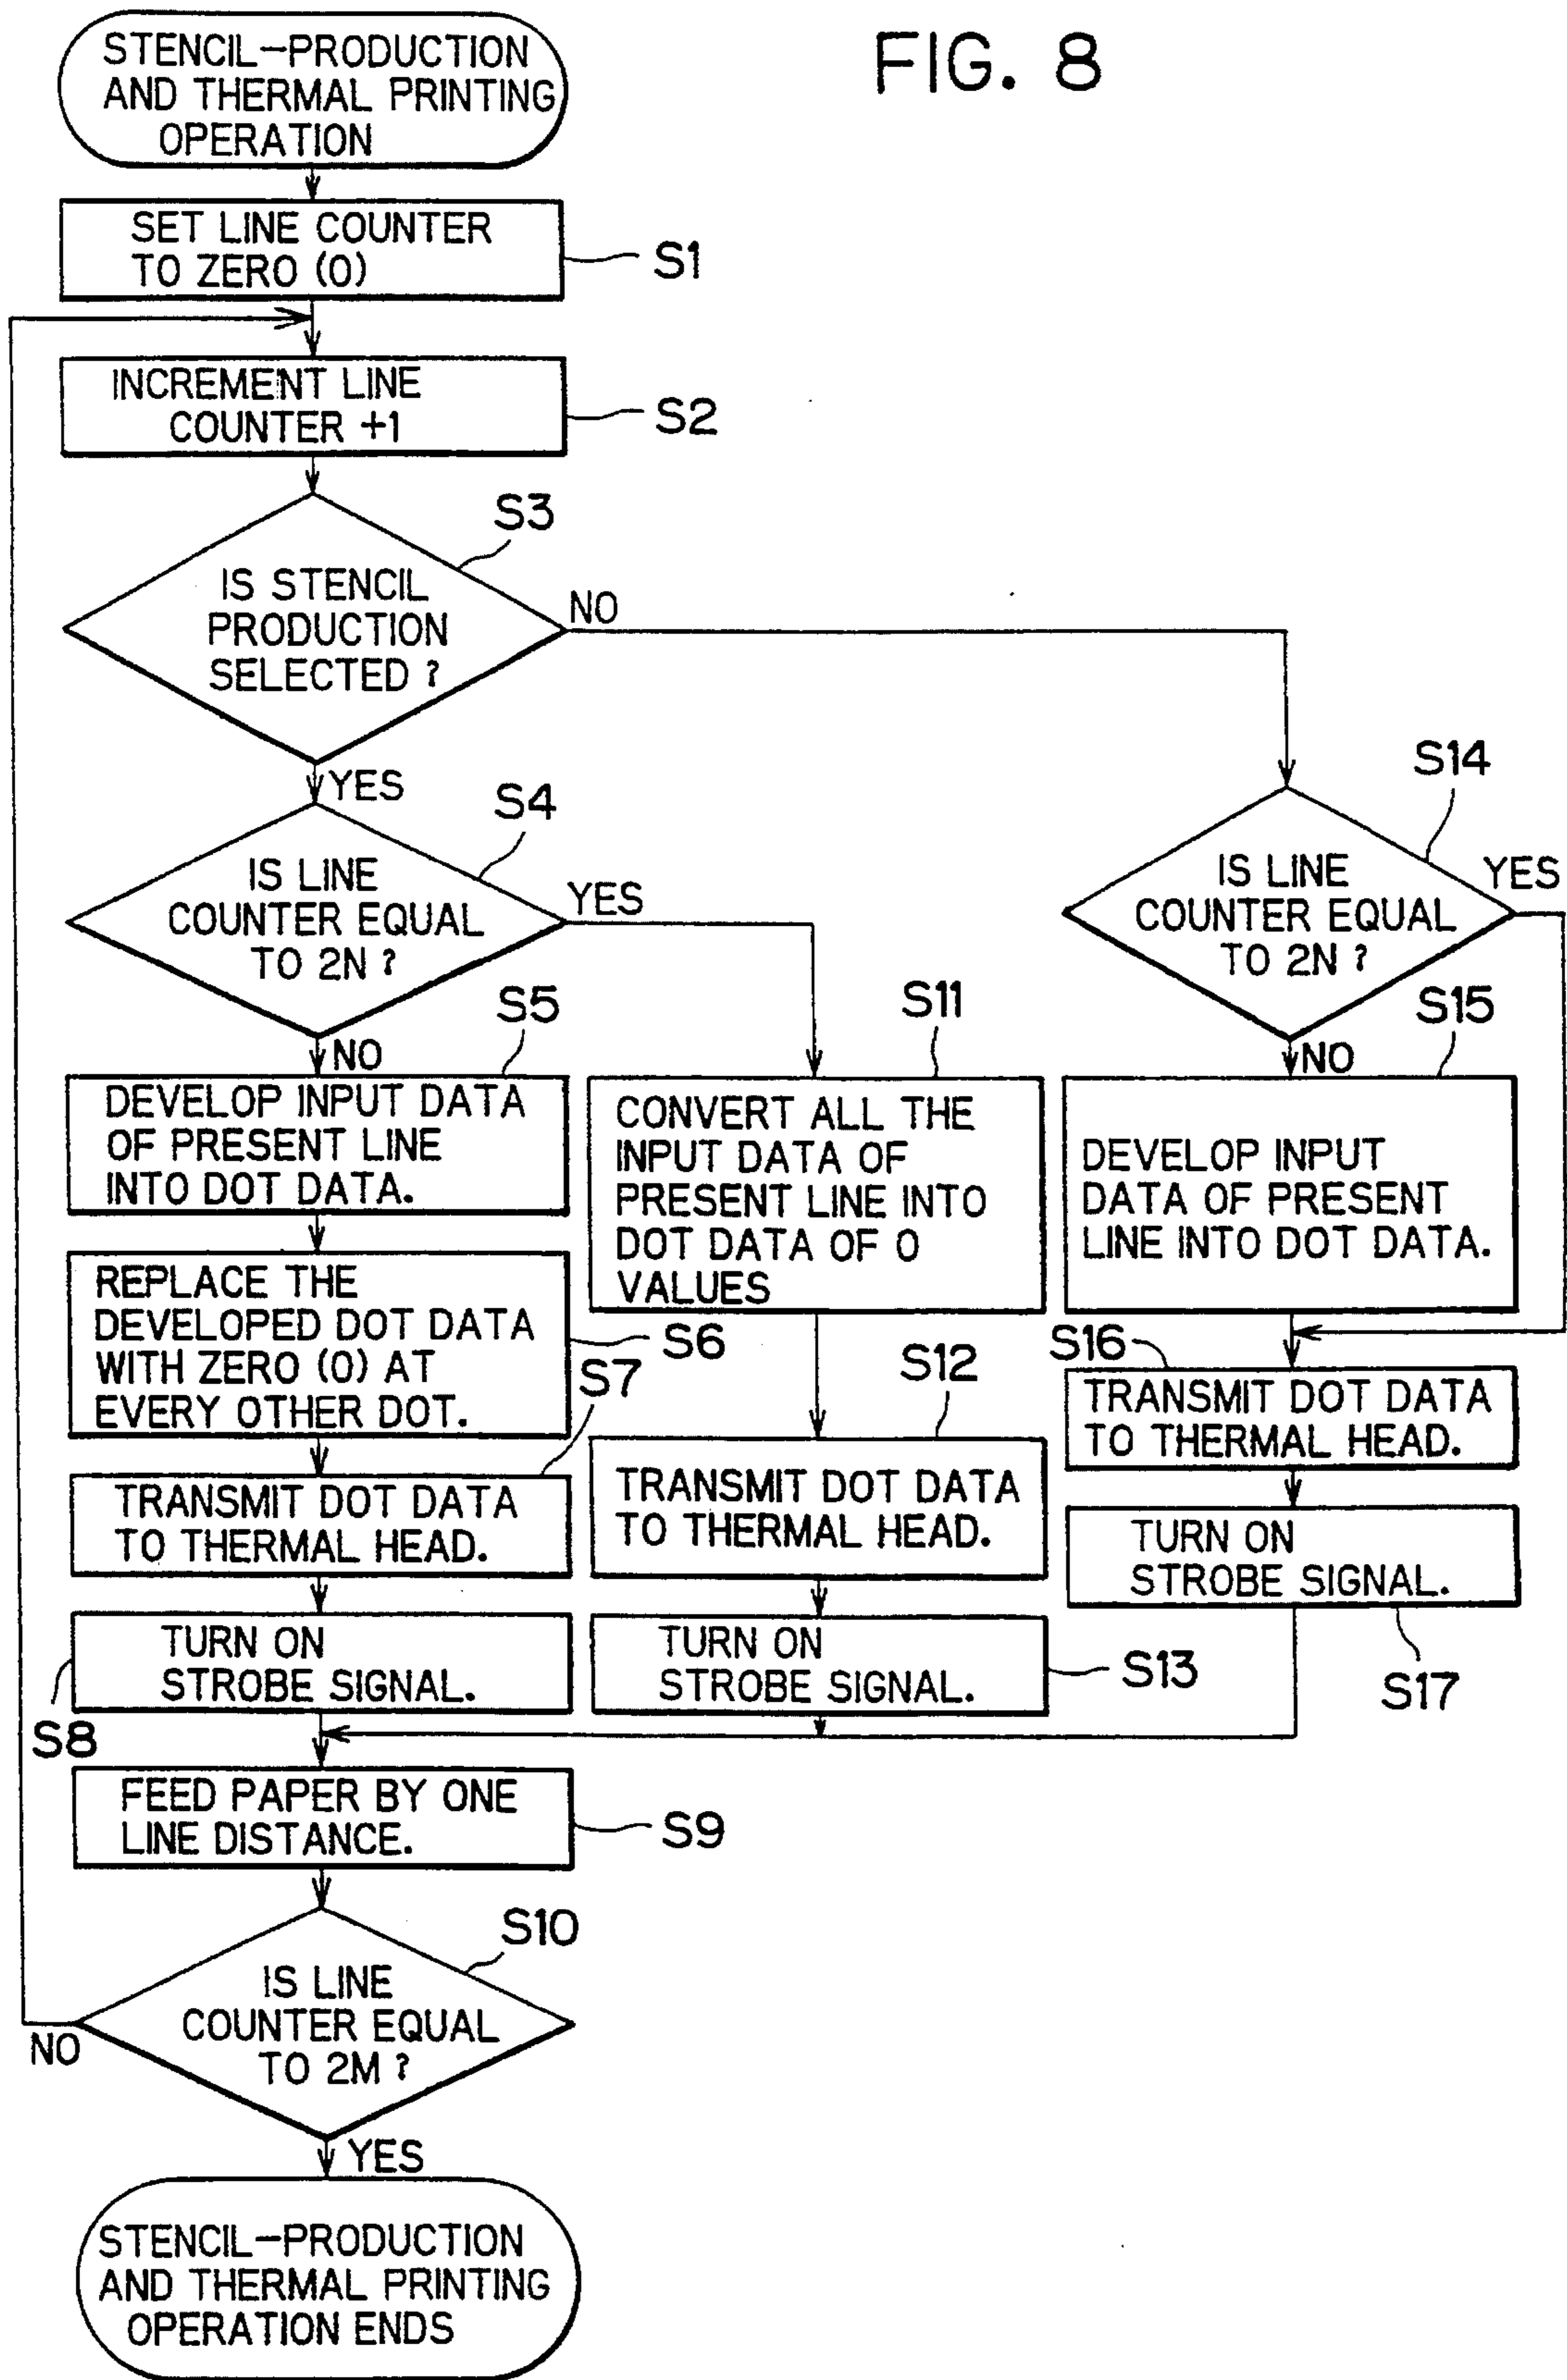 FIG. 8
STENCIL-PRODUCTION
AND THERMAL PRINTING
OPERATION
SET LINE COUNTER
TO ZERO (0)
S1
INCREMENT LINE
COUNTER +1
S2
S3
IS STENCIL
PRODUCTION
SELECTED ?
NO
YES
S4
IS LINE
COUNTER EQUAL
TO 2N ?
YES
NO
S5
DEVELOP INPUT DATA
OF PRESENT LINE
INTO DOT DATA.
REPLACE THE
DEVELOPED DOT DATA
WITH ZERO (0) AT
EVERY OTHER DOT.
S6
S7
TRANSMIT DOT DATA
TO THERMAL HEAD.
TURN ON
STROBE SIGNAL.
S8
S11
CONVERT ALL THE
INPUT DATA OF
PRESENT LINE INTO
DOT DATA OF 0
VALUES
S12
TRANSMIT DOT DATA
TO THERMAL HEAD.
TURN ON
STROBE SIGNAL.
S13
S14
IS LINE
COUNTER EQUAL
TO 2N ?
YES
NO
S15
DEVELOP INPUT
DATA OF PRESENT
LINE INTO DOT DATA.
S16
TRANSMIT DOT DATA
TO THERMAL HEAD.
TURN ON
STROBE SIGNAL.
S17
FEED PAPER BY ONE
LINE DISTANCE.
S9
S10
IS LINE
COUNTER EQUAL
TO 2M ?
NO
YES
STENCIL-PRODUCTION
AND THERMAL PRINTING
OPERATION ENDS